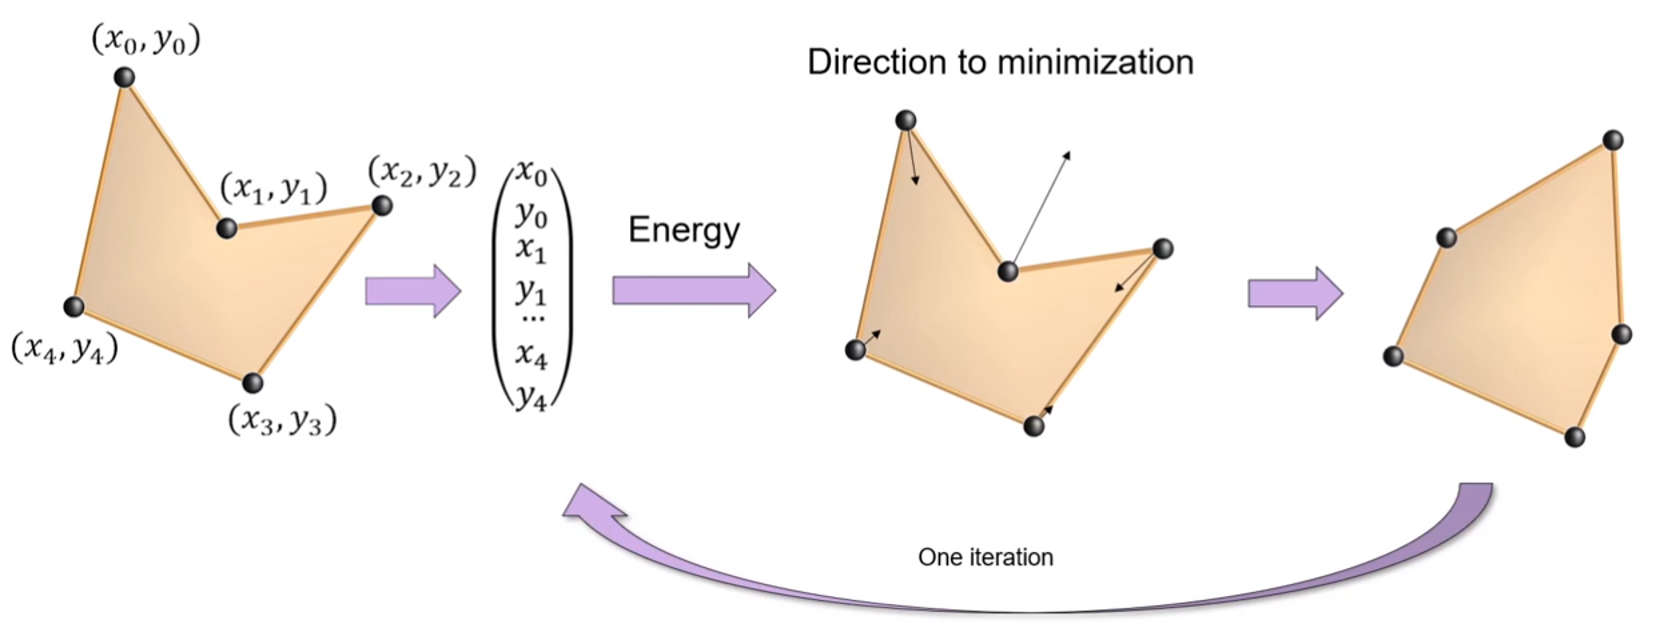 (x₀, y₀)
(x₁, y₁)
(x₂, y₂)
(x₄, y₄)
(x₃, y₃)
x₀
y₀
x₁
y₁
...
x₄
y₄
Energy
Direction to minimization
One iteration